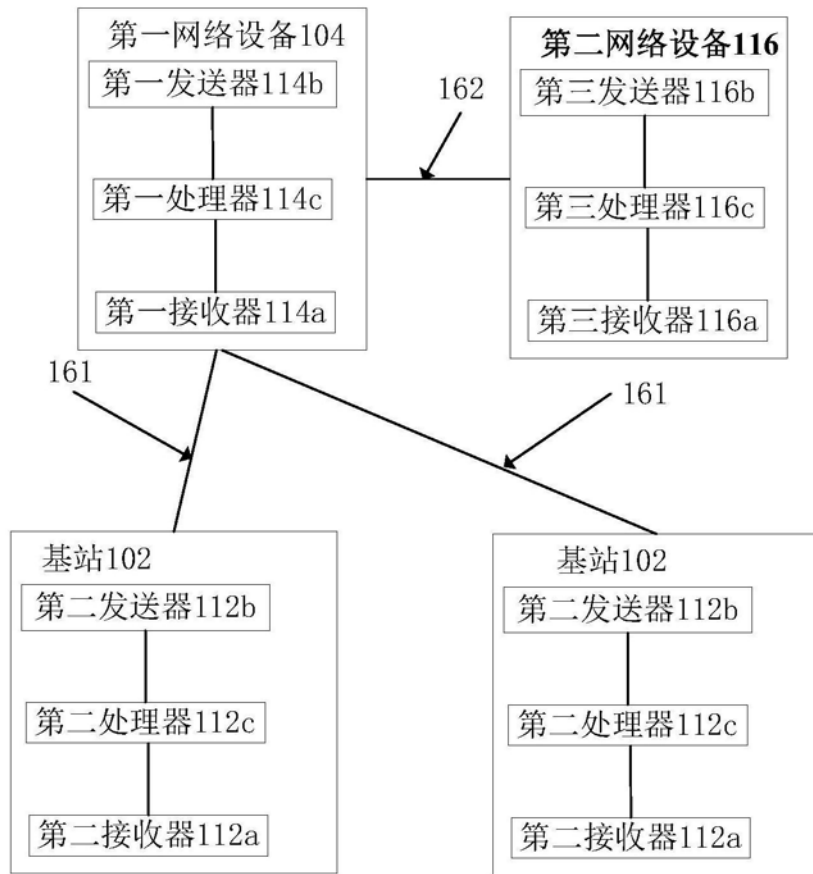 第一网络设备104
第一发送器114b
第一处理器114c
第一接收器114a
162
第二网络设备116
第三发送器116b
第三处理器116c
第三接收器116a
161
161
基站102
第二发送器112b
第二处理器112c
第二接收器112a
基站102
第二发送器112b
第二处理器112c
第二接收器112a